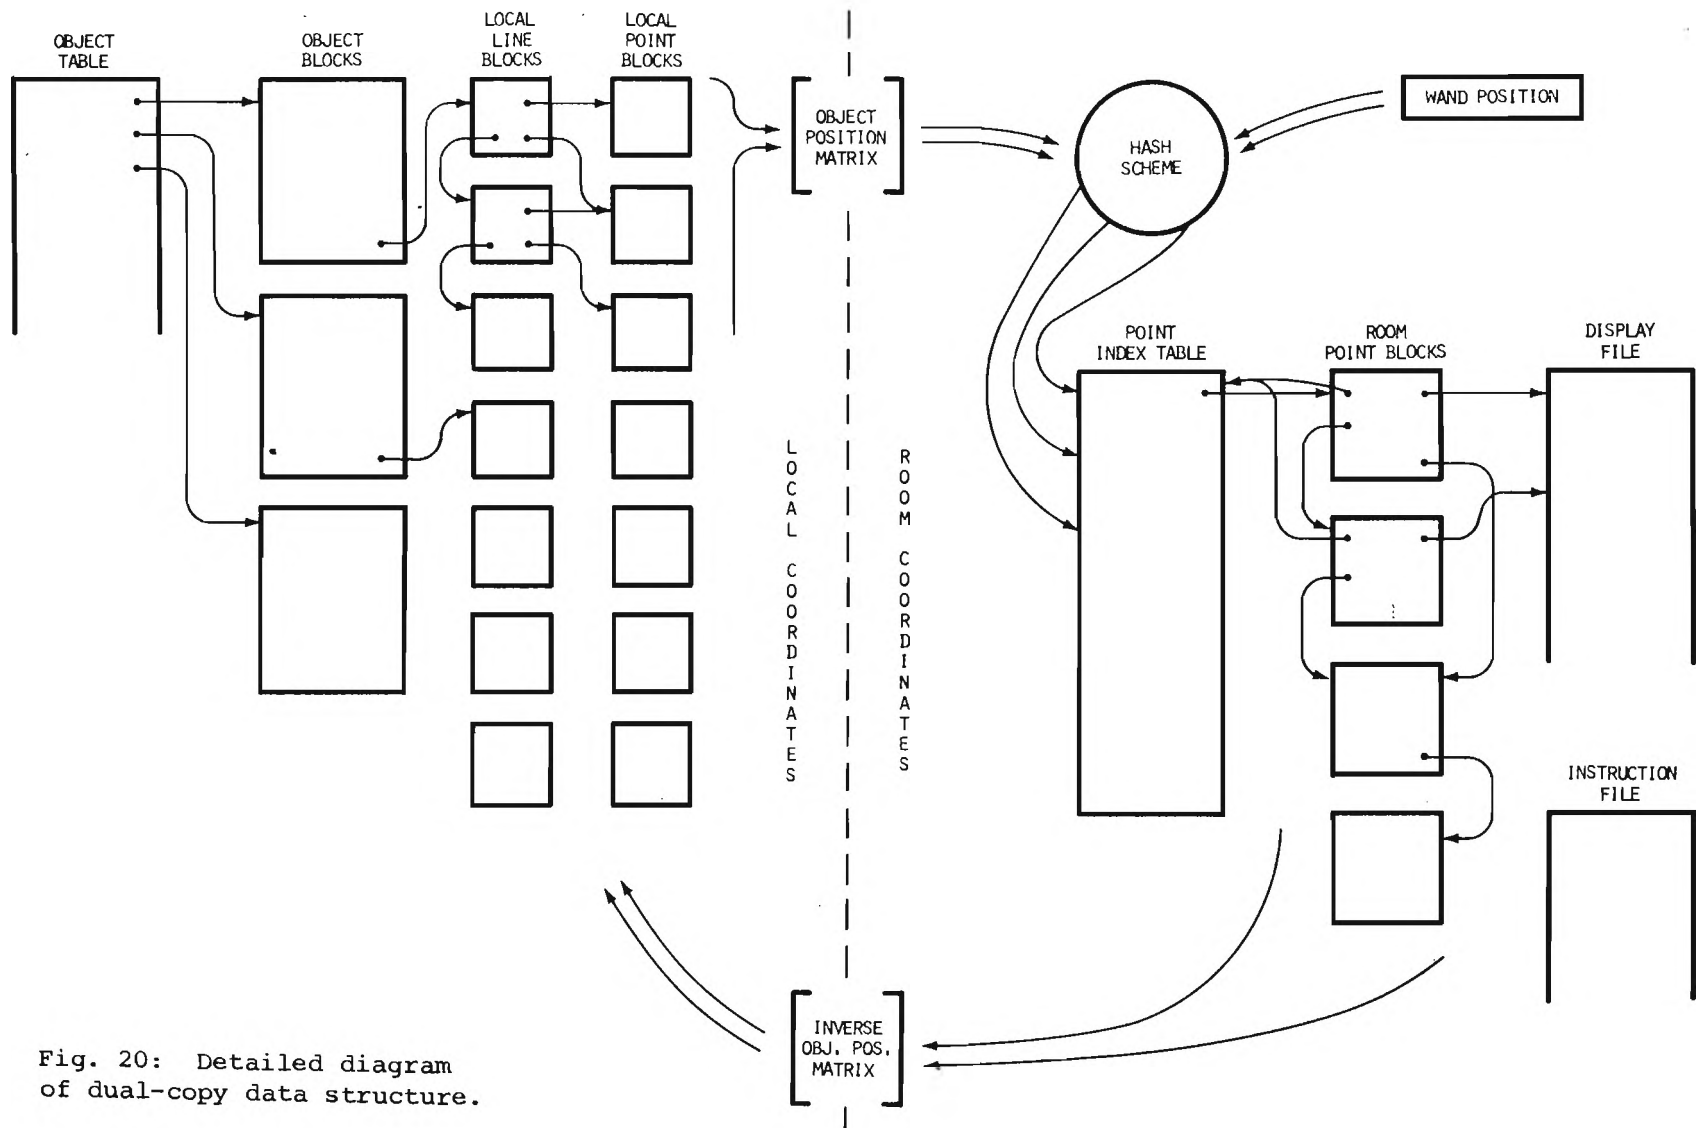 OBJECT
TABLE
OBJECT
BLOCKS
LOCAL
LINE
BLOCKS
LOCAL
POINT
BLOCKS
OBJECT
POSITION
MATRIX
HASH
SCHEME
WAND POSITION
POINT
INDEX TABLE
ROOM
POINT BLOCKS
DISPLAY
FILE
LOCAL COORDINATES
ROOM COORDINATES
INSTRUCTION
FILE
INVERSE
OBJ. POS.
MATRIX
Fig. 20: Detailed diagram
of dual-copy data structure.